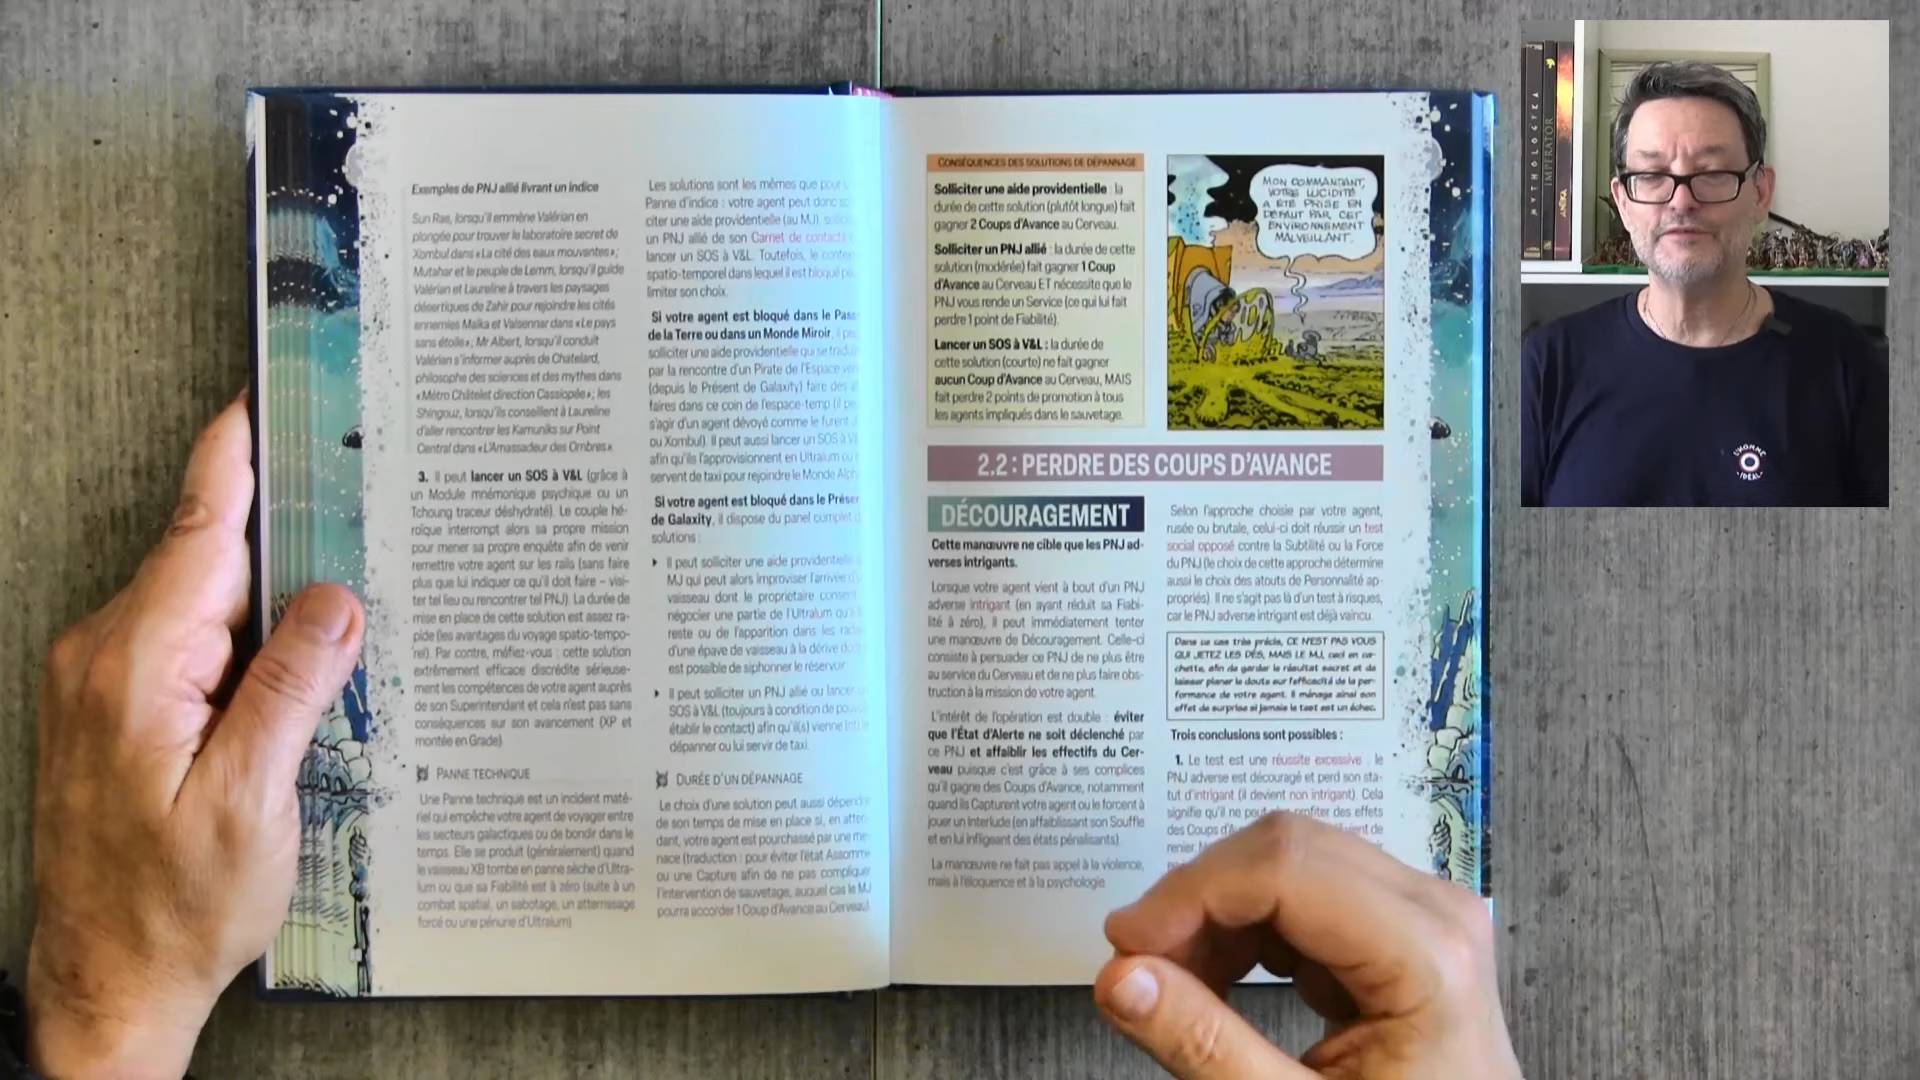 Exemples de PNJ allié livrant un indice
Sun Rae, lorsqu'il emmène Valérian en
plongée pour trouver le laboratoire secret de
Xombul dans «La cité des eaux mouvantes»;
Mutahar et le peuple de Lemm, lorsqu'il guide
Valérian et Laureline à travers les paysages
désertiques de Zahir pour rejoindre les cités
ennemies Malka et Valsennar dans «Le pays
sans étoile»; Mr Albert, lorsqu'il conduit
Valérian s'informer auprès de Chatelard,
philosophe des sciences et des mythes dans
«Métro Châtelet direction Cassiopée»; les
Shingouz, lorsqu'ils conseillent à Laureline
d'aller rencontrer les Kamuniks sur Point
Central dans «L'Amassadeur des Ombres».
3. Il peut lancer un SOS à V&L (grâce à
un Module mnémonique psychique ou un
Tchoung traceur déshydraté). Le couple hé-
roïque interrompt alors sa propre mission
pour mener sa propre enquête afin de venir
remettre votre agent sur les rails (sans faire
plus que lui indiquer ce qu'il doit faire – visi-
ter tel lieu ou rencontrer tel PNJ). La durée de
mise en place de cette solution est assez ra-
pide (les avantages du voyage spatio-tempo-
rel). Par contre, méfiez-vous : cette solution
extrêmement efficace discrédite sérieuse-
ment les compétences de votre agent auprès
de son Superintendant et cela n'est pas sans
conséquences sur son avancement (XP et
montée en Grade).
PANNE TECHNIQUE
Une Panne technique est un incident maté-
riel qui empêche votre agent de voyager entre
les secteurs galactiques ou de bondir dans le
temps. Elle se produit (généralement) quand
le vaisseau XB tombe en panne sèche d'Ultra-
lum ou que sa Fiabilité est à zéro (suite à un
combat spatial, un sabotage, un atterrissage
forcé ou une pénurie d'Ultralum).
Les solutions sont les mêmes que pour
Panne d'indice : votre agent peut donc
citer une aide providentielle (au MJ),
un PNJ allié de son Carnet de contacts
lancer un SOS à V&L. Toutefois, le
spatio-temporel dans lequel il est bloqué
limiter son choix.
Si votre agent est bloqué dans le
de la Terre ou dans un Monde Miroir, il
solliciter une aide providentielle qui se
par la rencontre d'un Pirate de l'Espace
(depuis le Présent de Galaxity) faire des
faires dans ce coin de l'espace-temp (il
s'agir d'un agent dévoyé comme le furent
ou Xombul). Il peut aussi lancer un SOS à
afin qu'ils l'approvisionnent en Ultralum ou
servent de taxi pour rejoindre le Monde
Si votre agent est bloqué dans le
de Galaxity, il dispose du panel complet
solutions :
Il peut solliciter une aide providentielle
MJ qui peut alors improviser l'arrivée
vaisseau dont le propriétaire
négocier une partie de l'Ultralum
reste ou de l'apparition dans les
d'une épave de vaisseau à la dérive
est possible de siphonner le réservoir.
Il peut solliciter un PNJ allié ou lancer
SOS à V&L (toujours à condition de
établir le contact) afin qu'il(s) vienne(nt) le
dépanner ou lui servir de taxi.
DURÉE D'UN DÉPANNAGE
Le choix d'une solution peut aussi dépendre
de son temps de mise en place si, en atten-
dant, votre agent est pourchassé par une me-
nace (traduction : pour éviter l'état Assommé
ou une Capture afin de ne pas compliquer
l'intervention de sauvetage, auquel cas le MJ
pourra accorder 1 Coup d'Avance au Cerveau).
CONSÉQUENCES DES SOLUTIONS DE DÉPANNAGE
Solliciter une aide providentielle : la
durée de cette solution (plutôt longue) fait
gagner 2 Coups d'Avance au Cerveau.
Solliciter un PNJ allié : la durée de cette
solution (modérée) fait gagner 1 Coup
d'Avance au Cerveau ET nécessite que le
PNJ vous rende un Service (ce qui lui fait
perdre 1 point de Fiabilité).
Lancer un SOS à V&L : la durée de
cette solution (courte) ne fait gagner
aucun Coup d'Avance au Cerveau, MAIS
fait perdre 2 points de promotion à tous
les agents impliqués dans le sauvetage.
MON COMMANDANT,
VOTRE LUCIDITÉ
A ÉTÉ PRISE EN
DÉFAUT PAR CET
ENVIRONNEMENT
MALVEILLANT.
2.2 : PERDRE DES COUPS D'AVANCE
DÉCOURAGEMENT
Cette manœuvre ne cible que les PNJ ad-
verses intrigants.
Lorsque votre agent vient à bout d'un PNJ
adverse intrigant (en ayant réduit sa Fiabi-
lité à zéro), il peut immédiatement tenter
une manœuvre de Découragement. Celle-ci
consiste à persuader ce PNJ de ne plus être
au service du Cerveau et de ne plus faire obs-
truction à la mission de votre agent.
L'intérêt de l'opération est double : éviter
que l'État d'Alerte ne soit déclenché par
ce PNJ et affaiblir les effectifs du Cer-
veau puisque c'est grâce à ses complices
qu'il gagne des Coups d'Avance, notamment
quand ils Capturent votre agent ou le forcent à
jouer un Interlude (en affaiblissant son Souffle
et en lui infligeant des états pénalisants).
La manœuvre ne fait pas appel à la violence,
mais à l'éloquence et à la psychologie.
Selon l'approche choisie par votre agent,
rusée ou brutale, celui-ci doit réussir un test
social opposé contre la Subtilité ou la Force
du PNJ (le choix de cette approche détermine
aussi le choix des atouts de Personnalité ap-
propriés). Il ne s'agit pas là d'un test à risques,
car le PNJ adverse intrigant est déjà vaincu.
Dans ce cas très précis, CE N'EST PAS VOUS
QUI JETEZ LES DÉS, MAIS LE MJ, ceci en ca-
chette, afin de garder le résultat secret et de
laisser planer le doute sur l'efficacité de la per-
formance de votre agent. Il ménage ainsi son
effet de surprise si jamais le test est un échec.
Trois conclusions sont possibles :
1. Le test est une réussite excessive : le
PNJ adverse est découragé et perd son sta-
tut d'intrigant (il devient non intrigant). Cela
signifie qu'il ne peut plus profiter des effets
des Coups
renier.
MYTHOLOGYKA
IMPERATOR
L'HOMME
IDÉAL